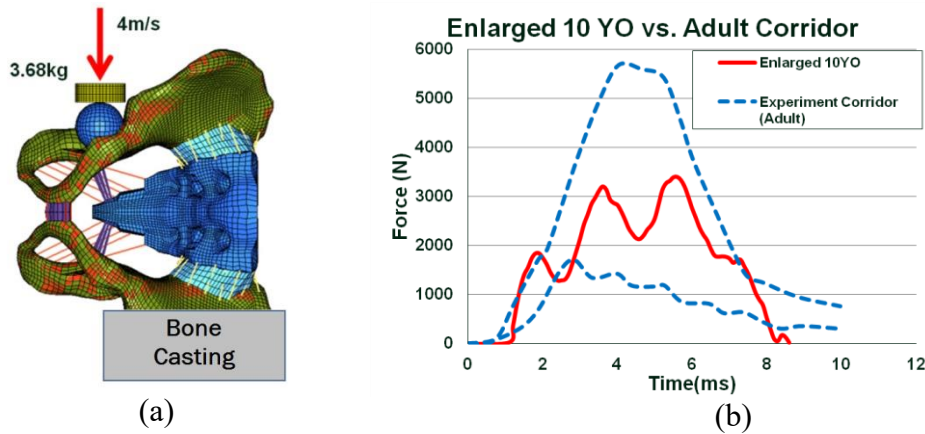 4m/s
3.68kg
Bone
Casting
(a)
Enlarged 10 YO vs. Adult Corridor
Enlarged 10YO
Experiment Corridor
(Adult)
Force (N)
6000
5000
4000
3000
2000
1000
0
0 2 4 6 8 10 12
Time(ms)
(b)